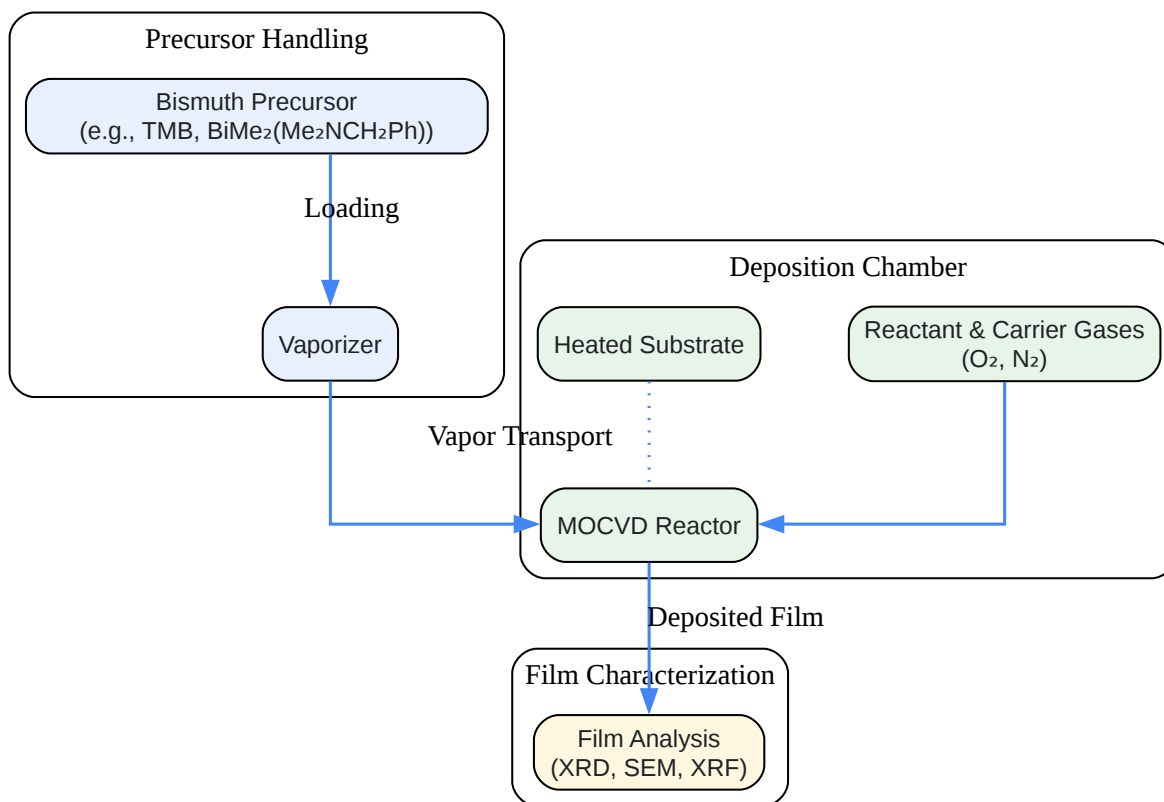 Precursor Handling
Bismuth Precursor
(e.g., TMB, BiMe₂(Me₂NCH₂Ph))
Loading
Deposition Chamber
Vaporizer
Heated Substrate
Reactant & Carrier Gases
(O₂, N₂)
Vapor Transport
MOCVD Reactor
Deposited Film
Film Characterization
Film Analysis
(XRD, SEM, XRF)